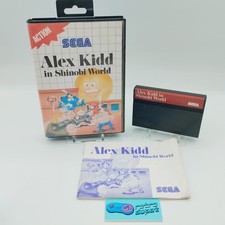 ACTION
SEGA
Alex Kidd
in Shinobi World
Alex Kidd in
Shinobi World
Alex Kidd
in Shinobi World
SEGA